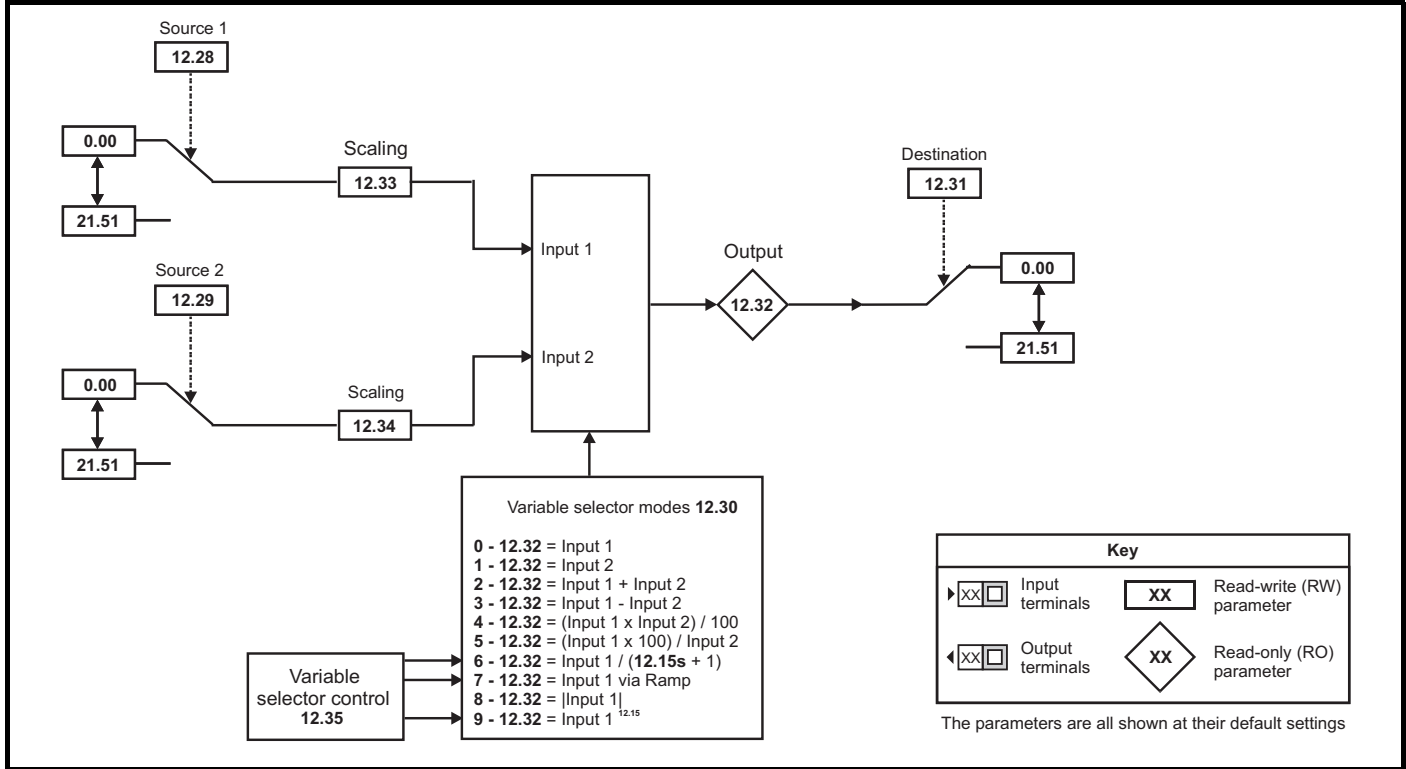 Source 1
12.28
0.00
21.51
Scaling
12.33
Source 2
12.29
0.00
21.51
Scaling
12.34
Input 1
Input 2
Output
12.32
Destination
12.31
0.00
21.51
Variable selector modes 12.30
0 - 12.32 = Input 1
1 - 12.32 = Input 2
2 - 12.32 = Input 1 + Input 2
3 - 12.32 = Input 1 - Input 2
4 - 12.32 = (Input 1 x Input 2) / 100
5 - 12.32 = (Input 1 x 100) / Input 2
6 - 12.32 = Input 1 / (12.15s + 1)
7 - 12.32 = Input 1 via Ramp
8 - 12.32 = |Input 1|
9 - 12.32 = Input 1 12.15
Variable
selector control
12.35
Key
XX
Input
terminals
XX
Read-write (RW)
parameter
XX
Output
terminals
XX
Read-only (RO)
parameter
The parameters are all shown at their default settings